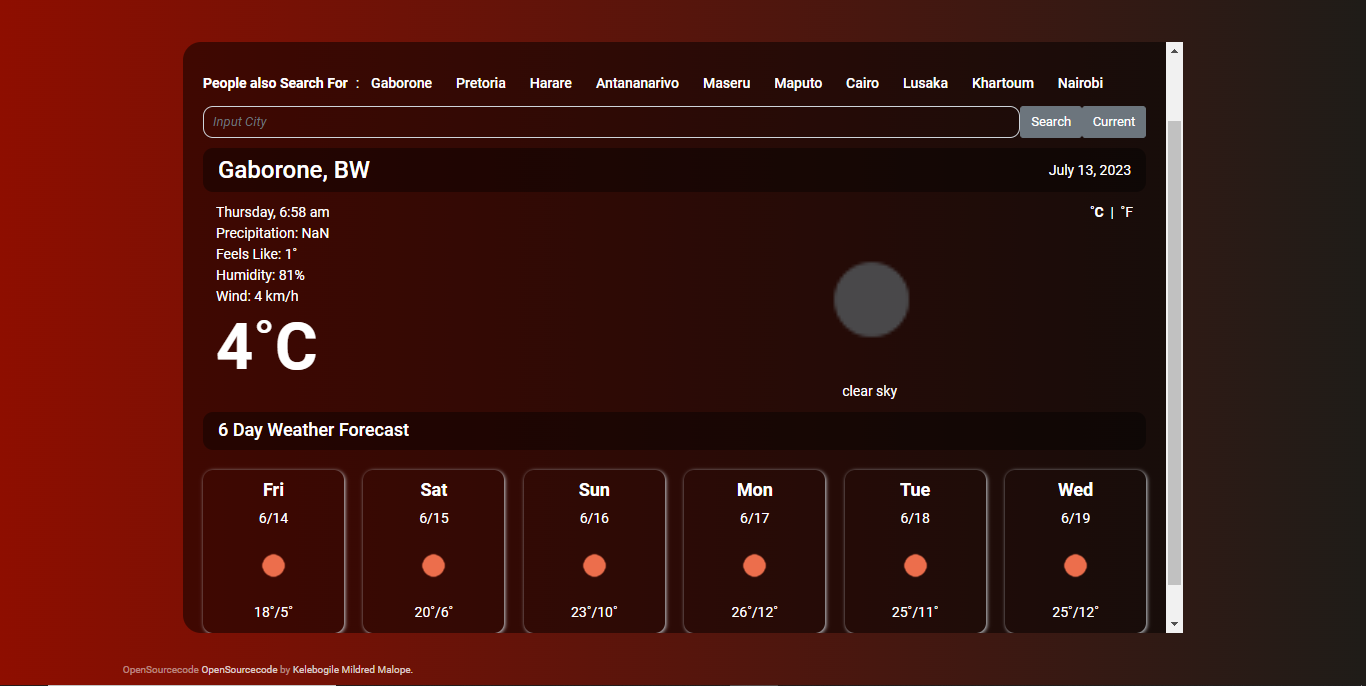 People also Search For : Gaborone Pretoria Harare Antananarivo Maseru Maputo Cairo Lusaka Khartoum Nairobi
Input City Search Current
Gaborone, BW July 13, 2023
Thursday, 6:58 am °C | °F
Precipitation: NaN
Feels Like: 1°
Humidity: 81%
Wind: 4 km/h
4°C
clear sky
6 Day Weather Forecast
Fri Sat Sun Mon Tue Wed
6/14 6/15 6/16 6/17 6/18 6/19
18°/5° 20°/6° 23°/10° 26°/12° 25°/11° 25°/12°
OpenSourcecode OpenSourcecode by Kelebogile Mildred Malope.